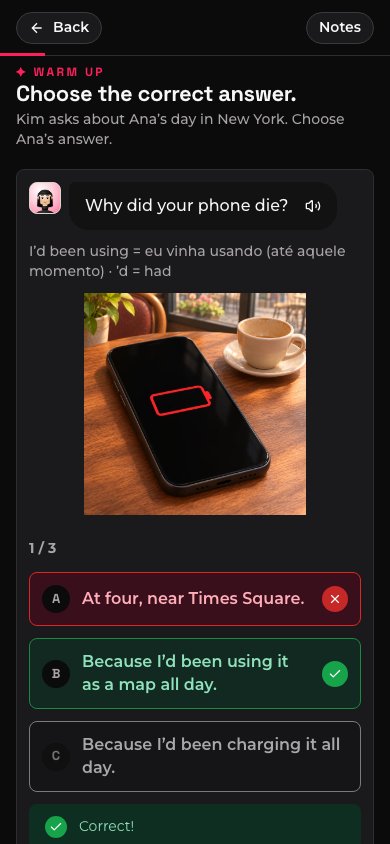 Back
Notes
WARM UP
Choose the correct answer.
Kim asks about Ana’s day in New York. Choose
Ana’s answer.
Why did your phone die?
I’d been using = eu vinha usando (até aquele
momento) · ’d = had
1 / 3
A
At four, near Times Square.
B
Because I’d been using it
as a map all day.
C
Because I’d been charging it all
day.
Correct!